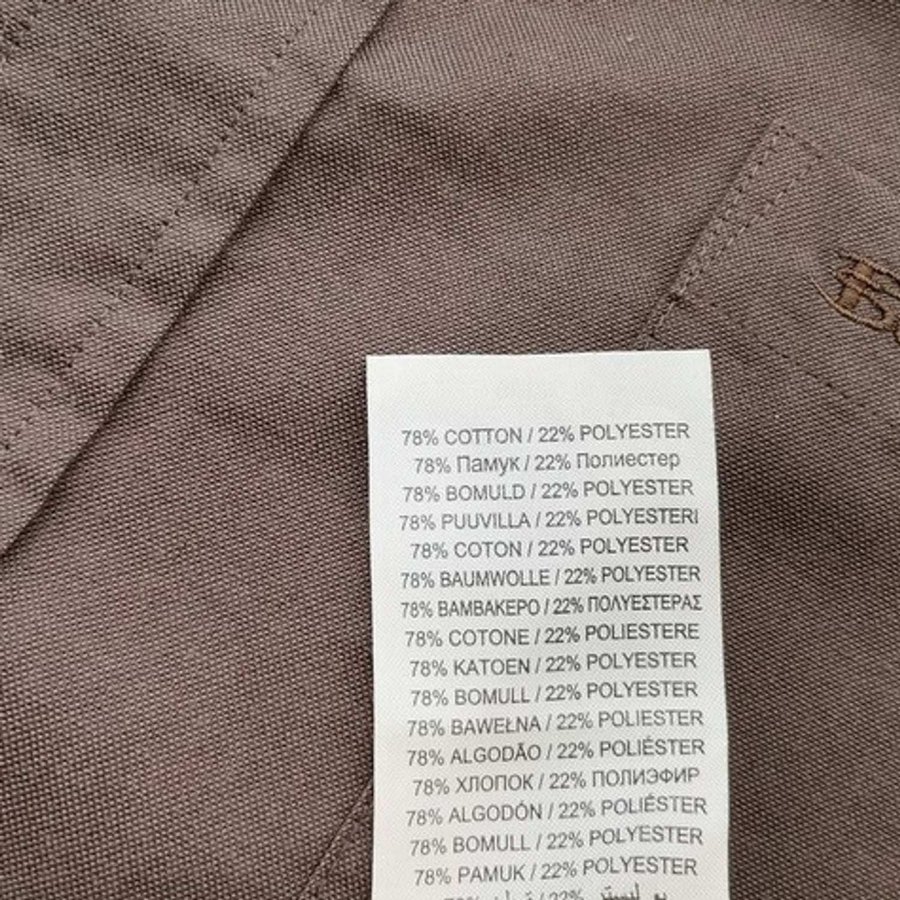 78% COTTON / 22% POLYESTER
78% Памук / 22% Полиестер
78% BOMULD / 22% POLYESTER
78% PUUVILLA / 22% POLYESTERI
78% COTON / 22% POLYESTER
78% BAUMWOLLE / 22% POLYESTER
78% ΒΑΜΒΑΚΕΡΟ / 22% ΠΟΛΥΕΣΤΕΡΑΣ
78% COTONE / 22% POLIESTERE
78% KATOEN / 22% POLYESTER
78% BOMULL / 22% POLYESTER
78% BAWEŁNA / 22% POLIESTER
78% ALGODÃO / 22% POLIÉSTER
78% ХЛОПОК / 22% ПОЛИЭФИР
78% ALGODÓN / 22% POLIÉSTER
78% BOMULL / 22% POLYESTER
78% PAMUK / 22% POLYESTER